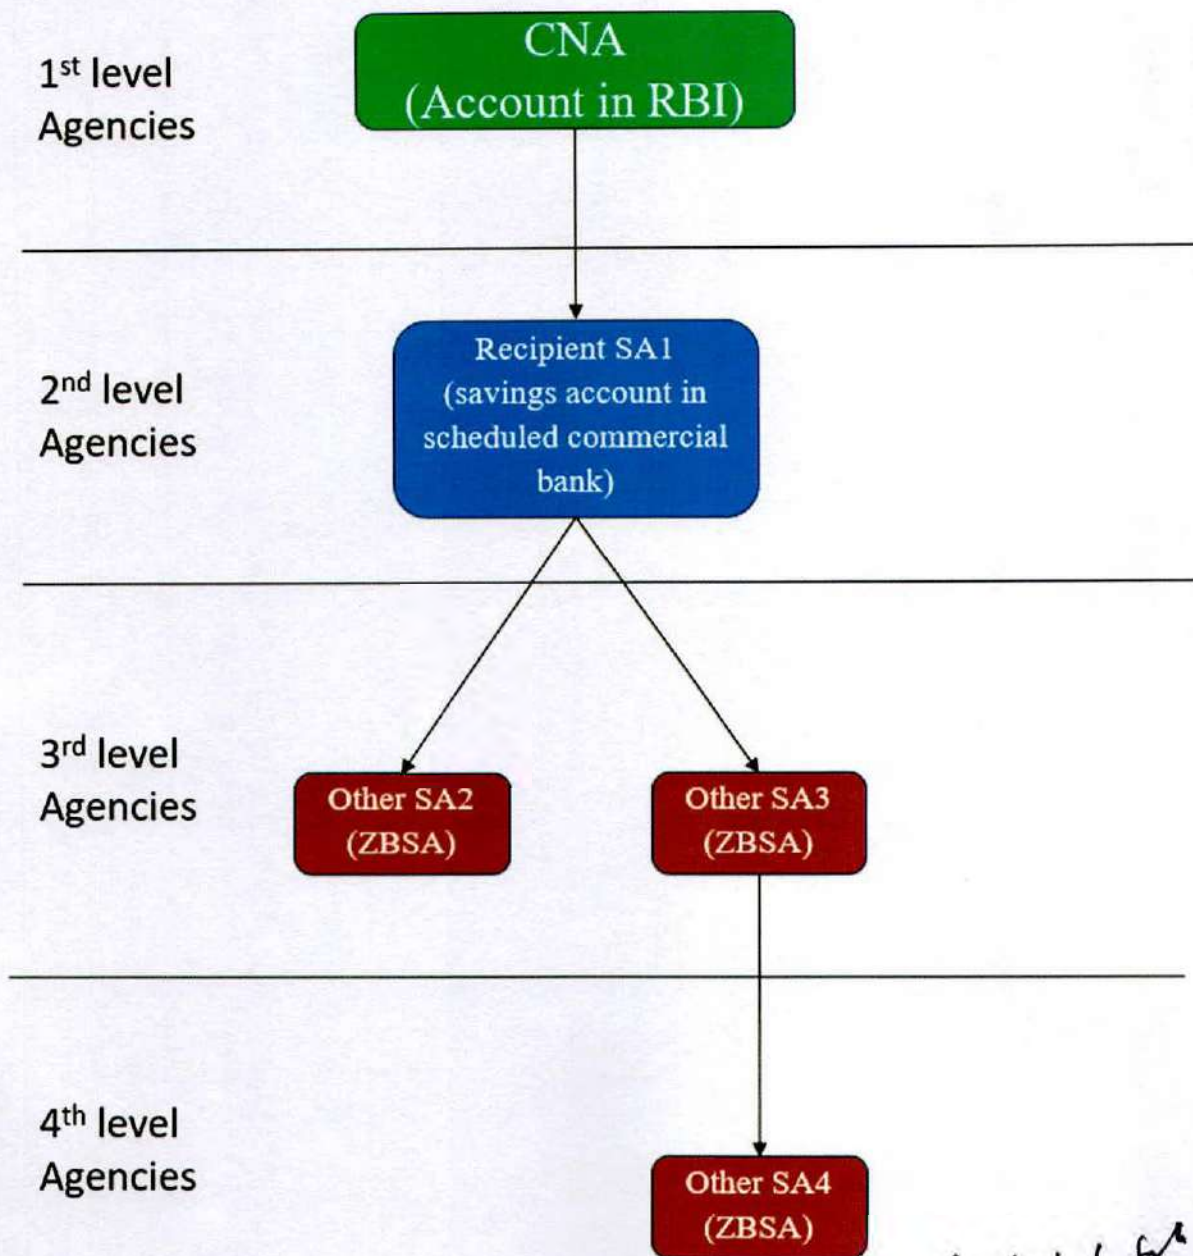 CNA
(Account in RBI)
1st level
Agencies
Recipient SA1
(savings account in
scheduled commercial
bank)
2nd level
Agencies
3rd level
Agencies
Other SA2
(ZBSA)
Other SA3
(ZBSA)
4th level
Agencies
Other SA4
(ZBSA)